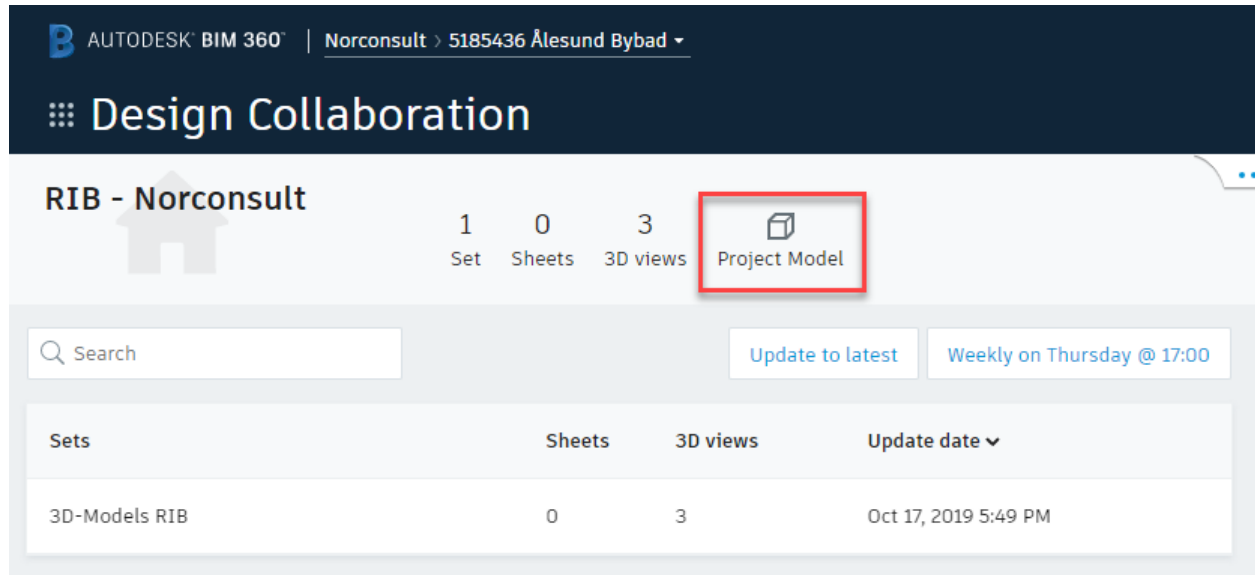 AUTODESK® BIM 360™ | Norconsult > 5185436 Ålesund Bybad
Design Collaboration
RIB - Norconsult
1 0 3
Set Sheets 3D views Project Model
Search Update to latest Weekly on Thursday @ 17:00
Sets Sheets 3D views Update date
3D-Models RIB 0 3 Oct 17, 2019 5:49 PM